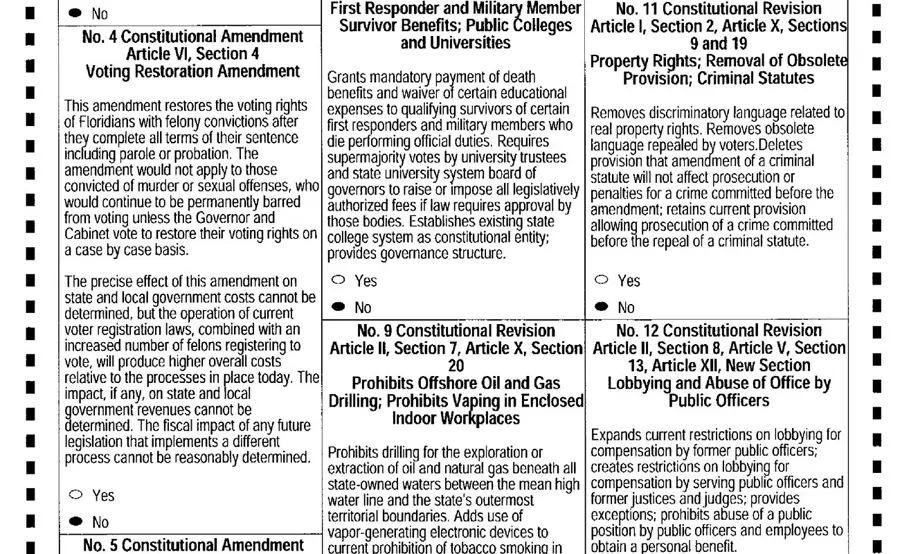 No
No. 4 Constitutional Amendment
Article VI, Section 4
Voting Restoration Amendment
This amendment restores the voting rights
of Floridians with felony convictions after
they complete all terms of their sentence
including parole or probation. The
amendment would not apply to those
convicted of murder or sexual offenses, who
would continue to be permanently barred
from voting unless the Governor and
Cabinet vote to restore their voting rights on
a case by case basis.
The precise effect of this amendment on
state and local government costs cannot be
determined, but the operation of current
voter registration laws, combined with an
increased number of felons registering to
vote, will produce higher overall costs
relative to the processes in place today. The
impact, if any, on state and local
government revenues cannot be
determined. The fiscal impact of any future
legislation that implements a different
process cannot be reasonably determined.
Yes
No
No. 5 Constitutional Amendment
First Responder and Military Member
Survivor Benefits; Public Colleges
and Universities
Grants mandatory payment of death
benefits and waiver of certain educational
expenses to qualifying survivors of certain
first responders and military members who
die performing official duties. Requires
supermajority votes by university trustees
and state university system board of
governors to raise or impose all legislatively
authorized fees if law requires approval by
those bodies. Establishes existing state
college system as constitutional entity;
provides governance structure.
Yes
No
No. 9 Constitutional Revision
Article II, Section 7, Article X, Section
20
Prohibits Offshore Oil and Gas
Drilling; Prohibits Vaping in Enclosed
Indoor Workplaces
Prohibits drilling for the exploration or
extraction of oil and natural gas beneath all
state-owned waters between the mean high
water line and the state's outermost
territorial boundaries. Adds use of
vapor-generating electronic devices to
current prohibition of tobacco smoking in
No. 11 Constitutional Revision
Article I, Section 2, Article X, Sections
9 and 19
Property Rights; Removal of Obsolete
Provision; Criminal Statutes
Removes discriminatory language related to
real property rights. Removes obsolete
language repealed by voters.Deletes
provision that amendment of a criminal
statute will not affect prosecution or
penalties for a crime committed before the
amendment; retains current provision
allowing prosecution of a crime committed
before the repeal of a criminal statute.
Yes
No
No. 12 Constitutional Revision
Article II, Section 8, Article V, Section
13, Article XII, New Section
Lobbying and Abuse of Office by
Public Officers
Expands current restrictions on lobbying for
compensation by former public officers;
creates restrictions on lobbying for
compensation by serving public officers and
former justices and judges; provides
exceptions; prohibits abuse of a public
position by public officers and employees to
obtain a personal benefit.